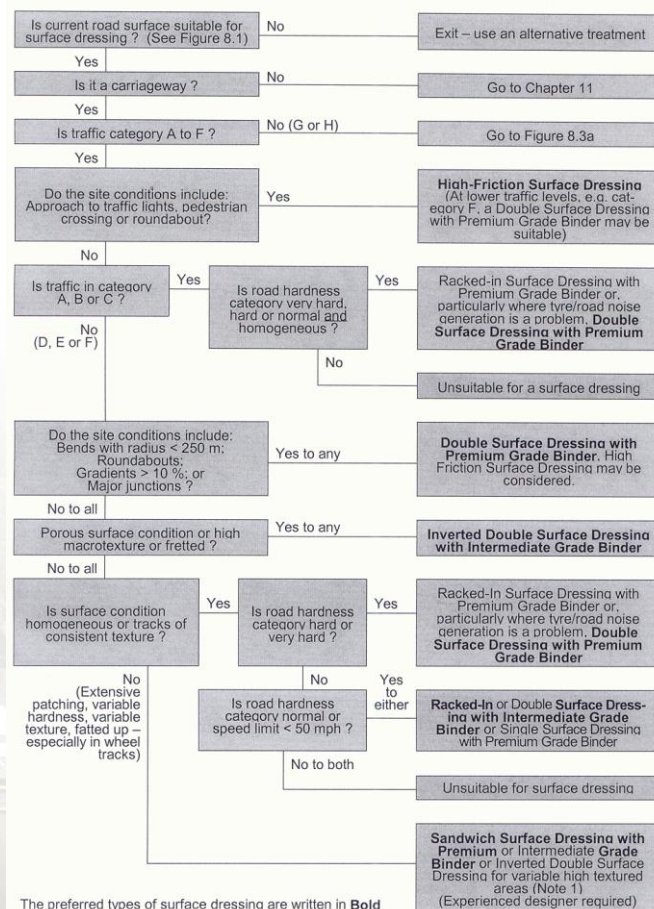 Is current road surface suitable for
surface dressing ? (See Figure 8.1)
No
Exit – use an alternative treatment
Yes
Is it a carriageway ?
No
Go to Chapter 11
Yes
Is traffic category A to F ?
No (G or H)
Go to Figure 8.3a
Yes
Do the site conditions include:
Approach to traffic lights, pedestrian
crossing or roundabout?
Yes
High-Friction Surface Dressing
(At lower traffic levels, e.g. cat-
egory F, a Double Surface Dressing
with Premium Grade Binder may be
suitable)
No
Is traffic in category
A, B or C ?
Yes
Is road hardness
category very hard,
hard or normal and
homogeneous ?
Yes
Racked-in Surface Dressing with
Premium Grade Binder or,
particularly where tyre/road noise
generation is a problem, Double
Surface Dressing with Premium
Grade Binder
No
(D, E or F)
No
Unsuitable for a surface dressing
Do the site conditions include:
Bends with radius < 250 m;
Roundabouts;
Gradients > 10 %; or
Major junctions ?
Yes to any
Double Surface Dressing with
Premium Grade Binder. High
Friction Surface Dressing may be
considered.
No to all
Porous surface condition or high
macrotexture or fretted ?
Yes to any
Inverted Double Surface Dressing
with Intermediate Grade Binder
No to all
Is surface condition
homogeneous or tracks of
consistent texture ?
Yes
Is road hardness
category hard or
very hard ?
Yes
Racked-In Surface Dressing with
Premium Grade Binder or,
particularly where tyre/road noise
generation is a problem, Double
Surface Dressing with Premium
Grade Binder
No
(Extensive
patching, variable
hardness, variable
texture, fatted up –
especially in wheel
tracks)
No
Is road hardness
category normal or
speed limit < 50 mph ?
Yes
to
either
Racked-In or Double Surface Dress-
ing with Intermediate Grade
Binder or Single Surface Dressing
with Premium Grade Binder
No to both
Unsuitable for surface dressing
Sandwich Surface Dressing with
Premium or Intermediate Grade
Binder or Inverted Double Surface
Dressing for variable high textured
areas (Note 1)
(Experienced designer required)
The preferred types of surface dressing are written in Bold